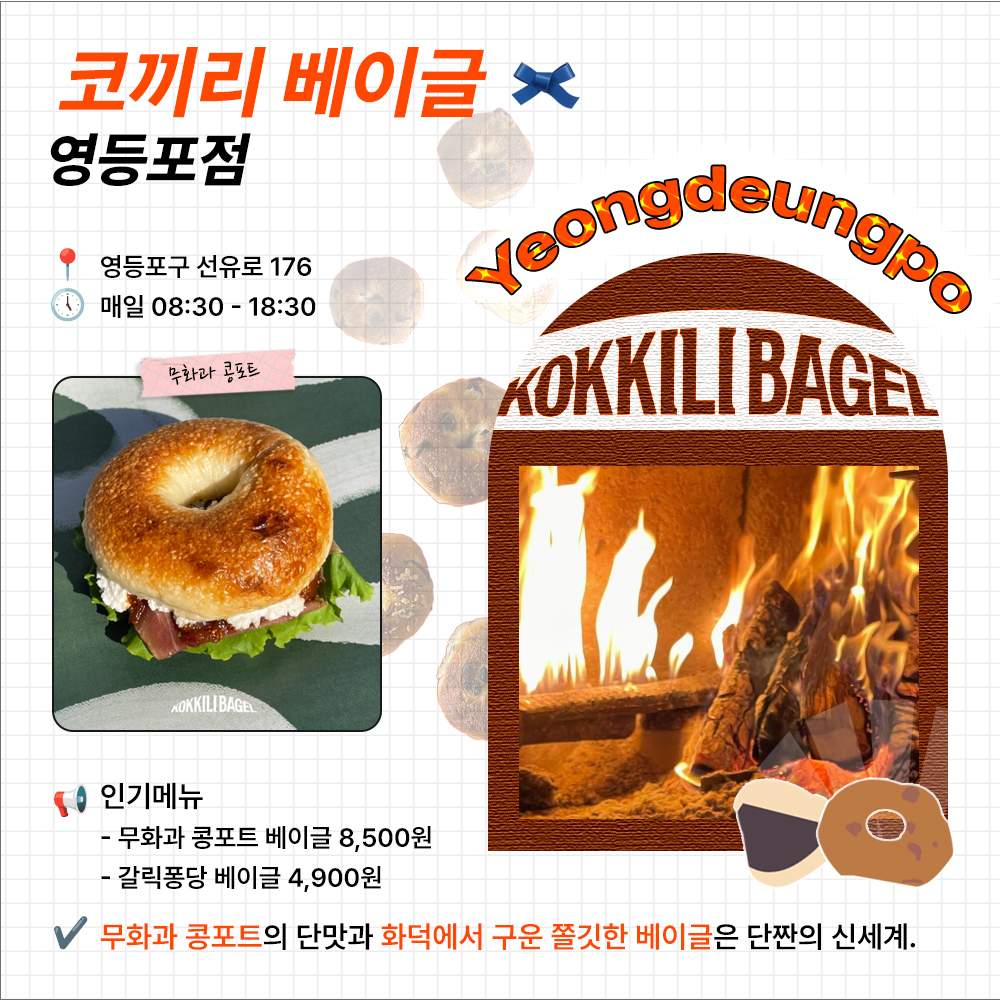 코끼리 베이글
영등포점
Yeongdeungpo
영등포구 선유로 176
매일 08:30 - 18:30
KOKKILI BAGEL
무화과 콩포트
KOKKILI BAGEL
인기메뉴
- 무화과 콩포트 베이글 8,500원
- 갈릭퐁당 베이글 4,900원
무화과 콩포트의 단맛과 화덕에서 구운 쫄깃한 베이글은 단짠의 신세계.